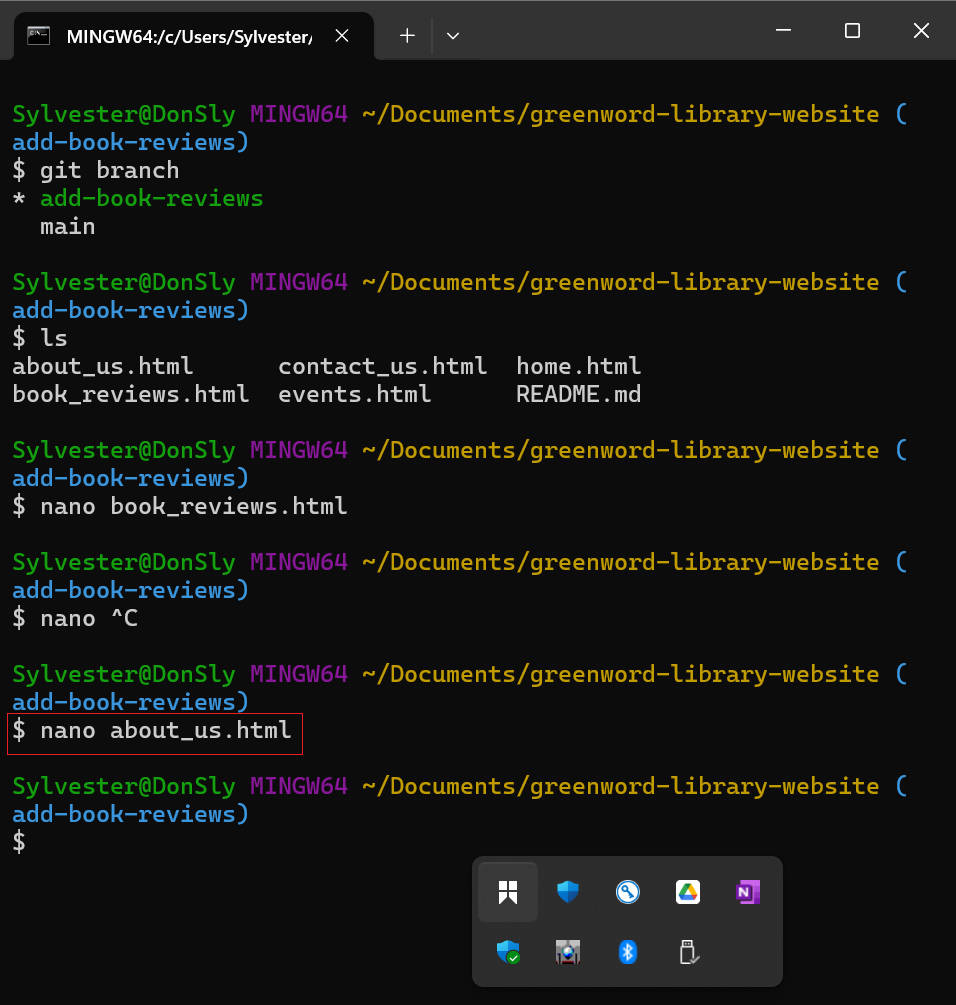 MINGW64:/c/Users/Sylvester/
Sylvester@DonSly MINGW64 ~/Documents/greenword-library-website (
add-book-reviews)
$ git branch
* add-book-reviews
  main
Sylvester@DonSly MINGW64 ~/Documents/greenword-library-website (
add-book-reviews)
$ ls
about_us.html      contact_us.html  home.html
book_reviews.html  events.html      README.md
Sylvester@DonSly MINGW64 ~/Documents/greenword-library-website (
add-book-reviews)
$ nano book_reviews.html
Sylvester@DonSly MINGW64 ~/Documents/greenword-library-website (
add-book-reviews)
$ nano ^C
Sylvester@DonSly MINGW64 ~/Documents/greenword-library-website (
add-book-reviews)
$ nano about_us.html
Sylvester@DonSly MINGW64 ~/Documents/greenword-library-website (
add-book-reviews)
$
N